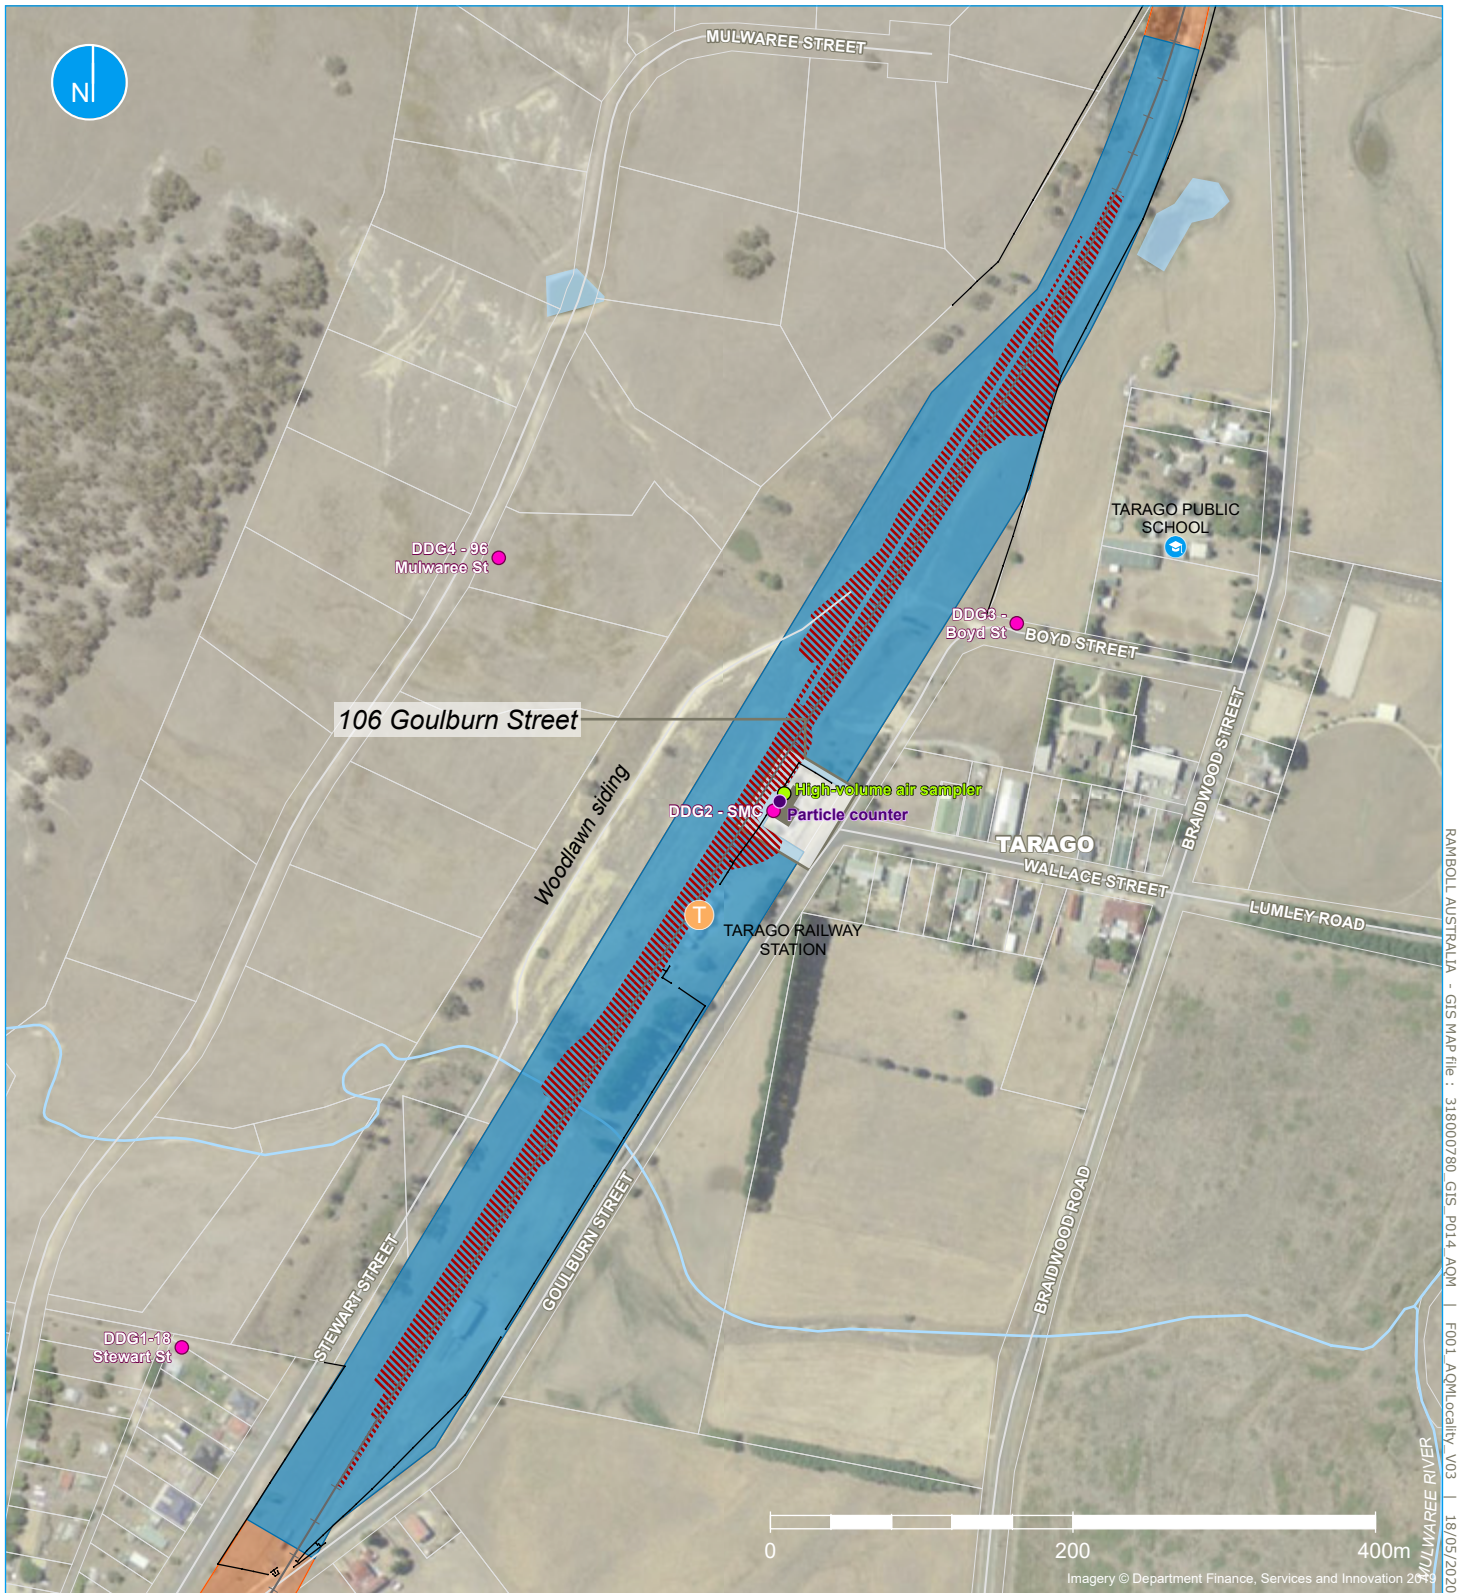 MULWAREE STREET
N
TARAGO PUBLIC
SCHOOL
DDG4 - 96
Mulwaree St
DDG3 -
Boyd St
BOYD STREET
106 Goulburn Street
BRAIDWOOD STREET
Woodlawn siding
High-volume air sampler
DDG2 - SMC
Particle counter
TARAGO
WALLACE STREET
LUMLEY ROAD
T
TARAGO RAILWAY
STATION
GOULBURN STREET
BRAIDWOOD ROAD
STEWART STREET
DDG1-18
Stewart St
MULWAREE RIVER
0 200 400m
Imagery © Department Finance, Services and Innovation 2019
RAMBOLL AUSTRALIA - GIS MAP file : 318000780_GIS_P014_AQM | F001_AQMLocality_V03 | 18/05/2020